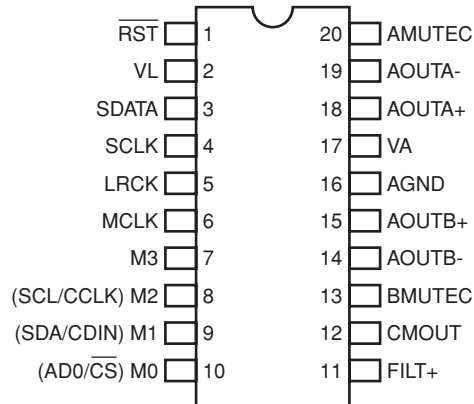 R̅S̅T̅ 1 20 AMUTEC
VL 2 19 AOUTA-
SDATA 3 18 AOUTA+
SCLK 4 17 VA
LRCK 5 16 AGND
MCLK 6 15 AOUTB+
M3 7 14 AOUTB-
(SCL/CCLK) M2 8 13 BMUTEC
(SDA/CDIN) M1 9 12 CMOUT
(AD0/C̅S̅) M0 10 11 FILT+